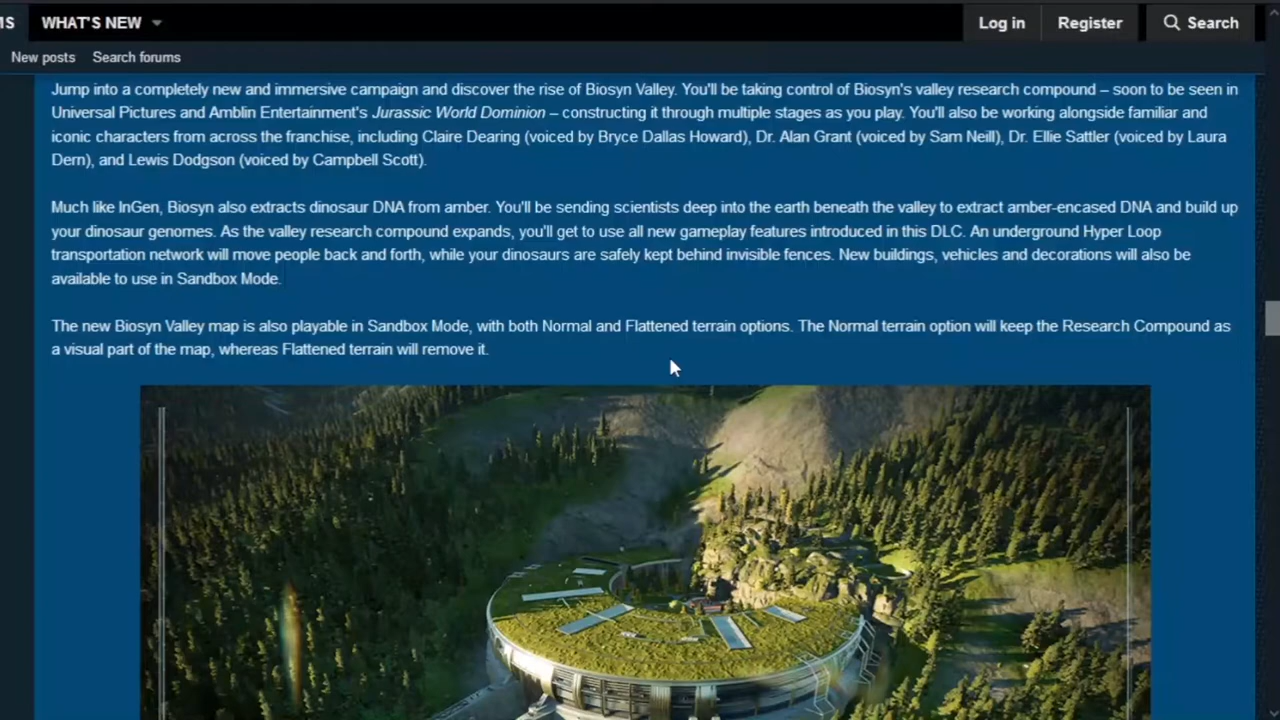 MS WHAT'S NEW Log in Register Search
New posts Search forums
Jump into a completely new and immersive campaign and discover the rise of Biosyn Valley. You'll be taking control of Biosyn's valley research compound – soon to be seen in
Universal Pictures and Amblin Entertainment's Jurassic World Dominion – constructing it through multiple stages as you play. You'll also be working alongside familiar and
iconic characters from across the franchise, including Claire Dearing (voiced by Bryce Dallas Howard), Dr. Alan Grant (voiced by Sam Neill), Dr. Ellie Sattler (voiced by Laura
Dern), and Lewis Dodgson (voiced by Campbell Scott).
Much like InGen, Biosyn also extracts dinosaur DNA from amber. You'll be sending scientists deep into the earth beneath the valley to extract amber-encased DNA and build up
your dinosaur genomes. As the valley research compound expands, you'll get to use all new gameplay features introduced in this DLC. An underground Hyper Loop
transportation network will move people back and forth, while your dinosaurs are safely kept behind invisible fences. New buildings, vehicles and decorations will also be
available to use in Sandbox Mode.
The new Biosyn Valley map is also playable in Sandbox Mode, with both Normal and Flattened terrain options. The Normal terrain option will keep the Research Compound as
a visual part of the map, whereas Flattened terrain will remove it.